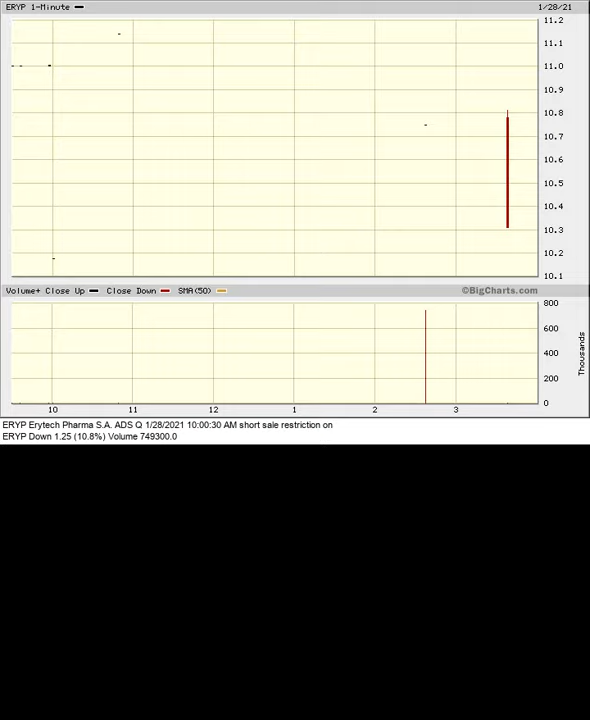 ERYP 1-Minute 1/28/21
11.2
11.1
11.0
10.9
10.8
10.7
10.6
10.5
10.4
10.3
10.2
10.1
Volume+ Close Up Close Down SMA(50) ©BigCharts.com
800
600
400
200
0
Thousands
10 11 12 1 2 3
ERYP Erytech Pharma S.A. ADS Q 1/28/2021 10:00:30 AM short sale restriction on
ERYP Down 1.25 (10.8%) Volume 749300.0